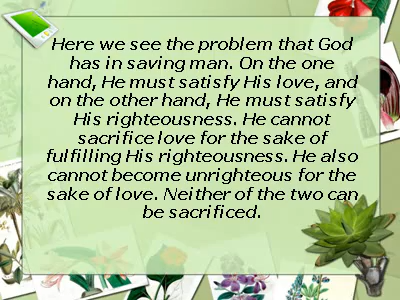 Here we see the problem that God
has in saving man. On the one
hand, He must satisfy His love, and
on the other hand, He must satisfy
His righteousness. He cannot
sacrifice love for the sake of
fulfilling His righteousness. He also
cannot become unrighteous for the
sake of love. Neither of the two can
be sacrificed.